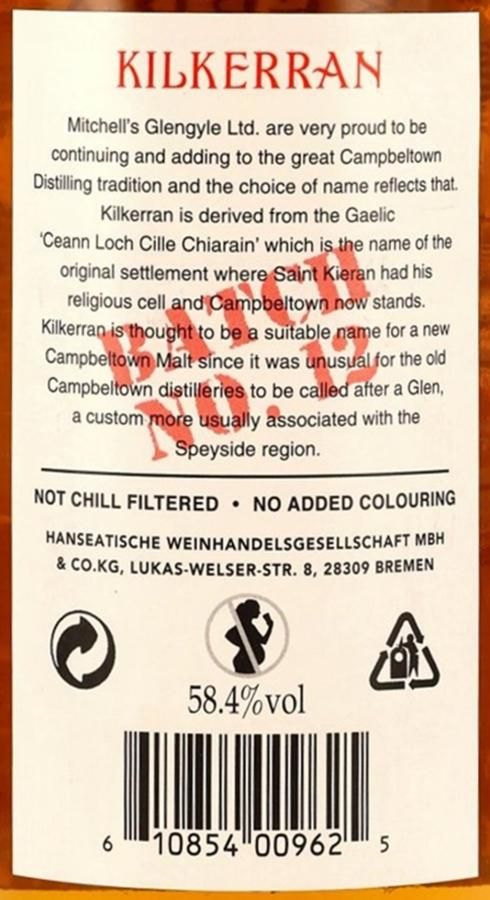 KILKERRAN
Mitchell's Glengyle Ltd. are very proud to be
continuing and adding to the great Campbeltown
Distilling tradition and the choice of name reflects that.
Kilkerran is derived from the Gaelic
'Ceann Loch Cille Chiarain' which is the name of the
original settlement where Saint Kieran had his
religious cell and Campbeltown now stands.
Kilkerran is thought to be a suitable name for a new
Campbeltown Malt since it was unusual for the old
Campbeltown distilleries to be called after a Glen,
a custom more usually associated with the
Speyside region.
BATCH
NO. 12
NOT CHILL FILTERED • NO ADDED COLOURING
HANSEATISCHE WEINHANDELSGESELLSCHAFT MBH
& CO.KG, LUKAS-WELSER-STR. 8, 28309 BREMEN
58.4%vol
6 10854 00962 5